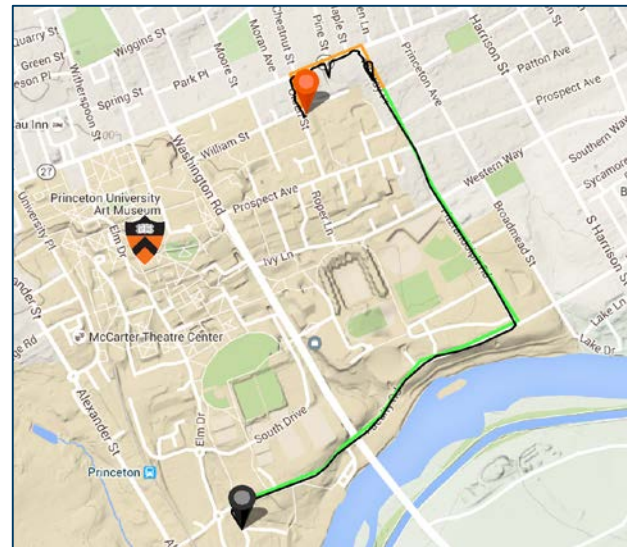 Quarry St
Green St
Wiggins St
Chestnut St
Moran Ave
Pine St
Harrison St
Patton Ave
Park Pl
Moore St
Spring St
Witherspoon St
Princeton Ave
Prospect Ave
au Inn
William St
Washington Rd
27
Western Way
Southern Way
Sycamore
Princeton University
Art Museum
Prospect Ave
Roper Ln
University Pl
Elm Dr
Ivy Ln
Broadmead St
S Harrison St
McCarter Theatre Center
Lake Ln
Lake Dr
Alexander St
Elm Dr
South Drive
Princeton